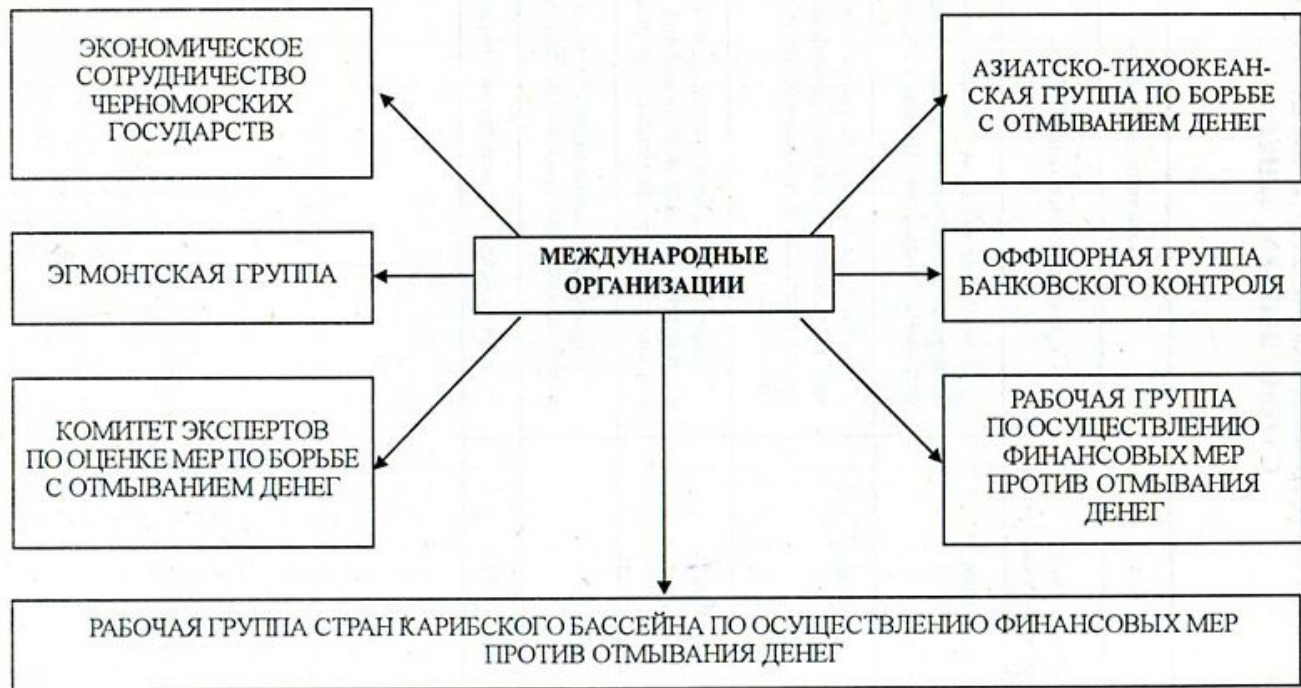 ЭКОНОМИЧЕСКОЕ
СОТРУДНИЧЕСТВО
ЧЕРНОМОРСКИХ
ГОСУДАРСТВ
АЗИАТСКО-ТИХООКЕАН-
СКАЯ ГРУППА ПО БОРЬБЕ
С ОТМЫВАНИЕМ ДЕНЕГ
ЭГМОНТСКАЯ ГРУППА
МЕЖДУНАРОДНЫЕ
ОРГАНИЗАЦИИ
ОФФШОРНАЯ ГРУППА
БАНКОВСКОГО КОНТРОЛЯ
КОМИТЕТ ЭКСПЕРТОВ
ПО ОЦЕНКЕ МЕР ПО БОРЬБЕ
С ОТМЫВАНИЕМ ДЕНЕГ
РАБОЧАЯ ГРУППА
ПО ОСУЩЕСТВЛЕНИЮ
ФИНАНСОВЫХ МЕР
ПРОТИВ ОТМЫВАНИЯ
ДЕНЕГ
РАБОЧАЯ ГРУППА СТРАН КАРИБСКОГО БАССЕЙНА ПО ОСУЩЕСТВЛЕНИЮ ФИНАНСОВЫХ МЕР
ПРОТИВ ОТМЫВАНИЯ ДЕНЕГ